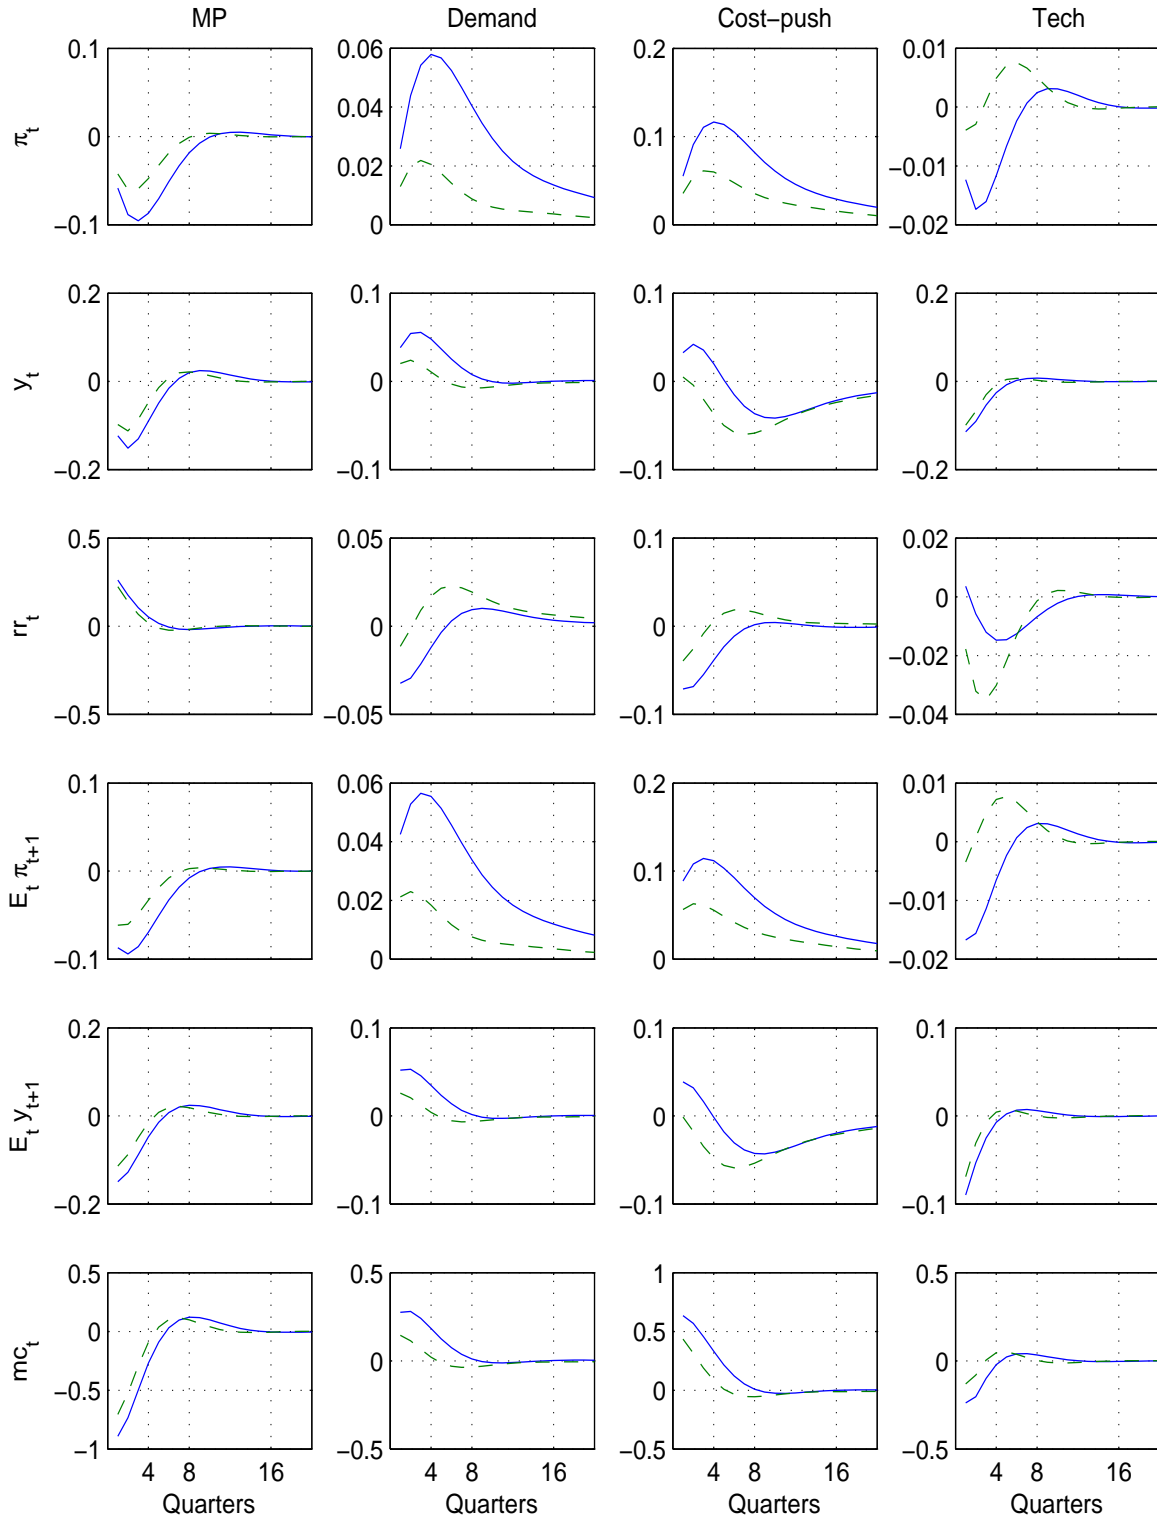 MP Demand Cost−push Tech
0.1 0.06 0.2 0.01
π_t 0 0.04 0.1 0
0.02 −0.01
−0.1 0 0 −0.02
0.2 0.1 0.1 0.2
y_t 0 0 0 0
−0.2 −0.1 −0.1 −0.2
0.5 0.05 0.1 0.02
rr_t 0 0 0 0
−0.02
−0.5 −0.05 −0.1 −0.04
0.1 0.06 0.2 0.01
E_t π_{t+1} 0 0.04 0.1 0
0.02 −0.01
−0.1 0 0 −0.02
0.2 0.1 0.1 0.1
E_t y_{t+1} 0 0 0 0
−0.2 −0.1 −0.1 −0.1
0.5 0.5 1 0.5
mc_t 0 0 0.5 0
−0.5 0
−1 −0.5 −0.5 −0.5
4 8 16 4 8 16 4 8 16 4 8 16
Quarters Quarters Quarters Quarters